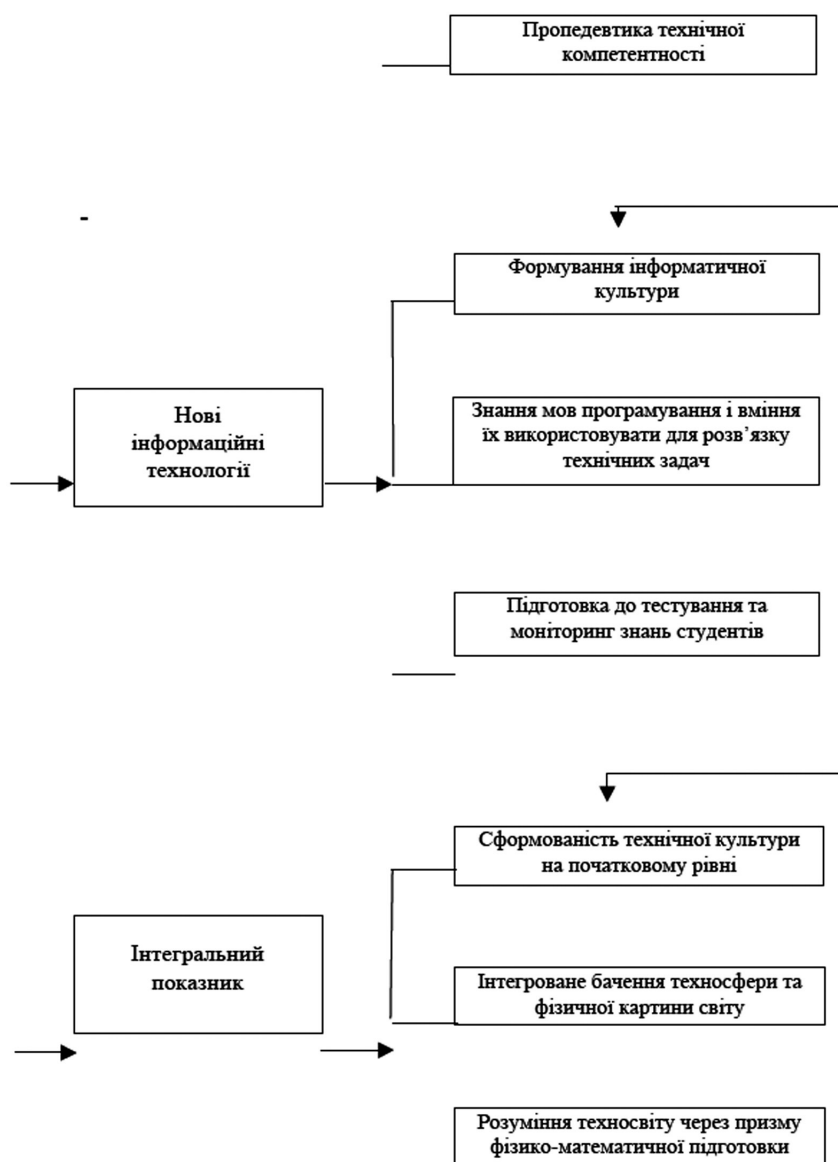 Пропедевтика технічної
компетентності
-
Формування інформатичної
культури
Нові
інформаційні
технології
Знання мов програмування і вміння
їх використовувати для розв’язку
технічних задач
Підготовка до тестування та
моніторинг знань студентів
Сформованість технічної культури
на початковому рівні
Інтегральний
показник
Інтегроване бачення техносфери та
фізичної картини світу
Розуміння техносвіту через призму
фізико-математичної підготовки